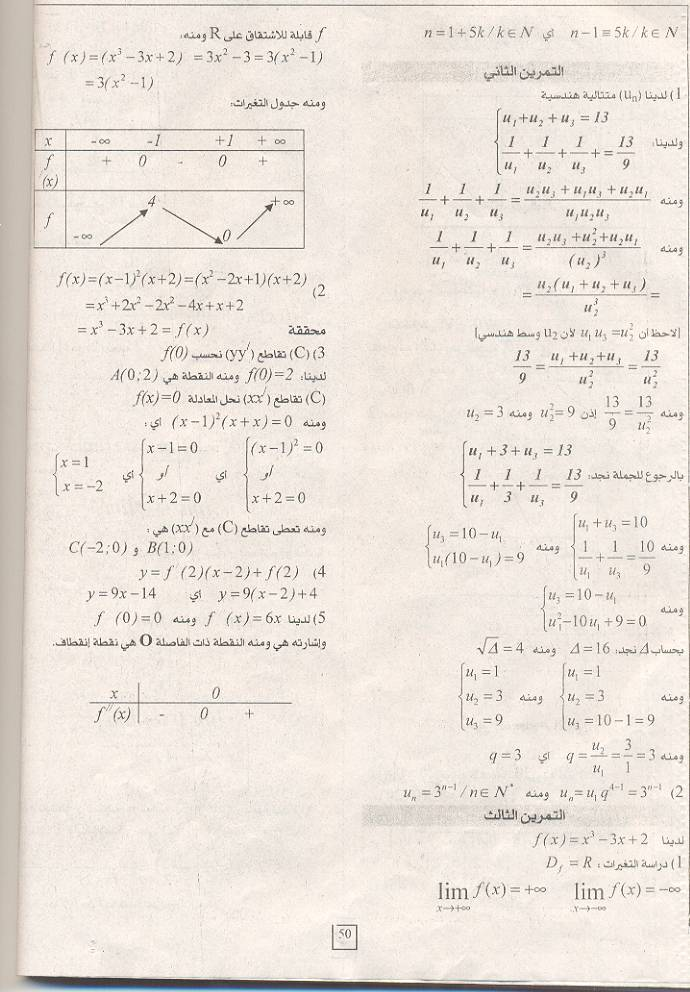 n−1≡5k / k∈N أي n=1+5k / k∈N
التمرين الثاني
1) لدينا (un) متتالية هندسية
ولدينا: { u₁+u₂+u₃=13
1/u₁ + 1/u₂ + 1/u₃ + = 13/9
ومنه 1/u₁ + 1/u₂ + 1/u₃ = (u₂u₃+u₁u₃+u₂u₁)/(u₁u₂u₃)
ومنه 1/u₁ + 1/u₂ + 1/u₃ = (u₂u₃+u₂²+u₂u₁)/(u₂)³
= u₂(u₁+u₂+u₃)/u₂³ =
[لاحظ أن u₁u₃=u₂² لأن u₂ وسط هندسي]
13/9 = (u₁+u₂+u₃)/u₂² = 13/u₂²
ومنه 13/9 = 13/u₂² إذن u₂²=9 ومنه u₂=3
بالرجوع للجملة نجد: { u₁+3+u₃=13
1/u₁ + 1/3 + 1/u₃ = 13/9
ومنه { u₁+u₃=10 ومنه { u₃=10−u₁
1/u₁ + 1/u₃ = 10/9 u₁(10−u₁)=9
ومنه { u₃=10−u₁
u₁²−10u₁+9=0
بحساب Δ نجد: Δ=16 ومنه √Δ=4
ومنه { u₁=1 ومنه { u₁=1
u₂=3 u₂=3
u₃=10−1=9 u₃=9
ومنه q = u₂/u₁ = 3/1 = 3 أي q=3
2) uₙ=u₁q⁴⁻¹=3ⁿ⁻¹ ومنه uₙ=3ⁿ⁻¹ / n∈N*
التمرين الثالث
لدينا f(x)=x³−3x+2
1) دراسة التغيرات: D_f=R
lim f(x)=−∞ lim f(x)=+∞
x→−∞ x→+∞
f قابلة للاشتقاق على R ومنه:
f (x)=(x³−3x+2) =3x²−3=3(x²−1)
=3(x²−1)
ومنه جدول التغيرات:
x −∞ -1 +1 +∞
f (x) + 0 - 0 +
f −∞ 4 0 +∞
2) f(x)=(x−1)²(x+2)=(x²−2x+1)(x+2)
=x³+2x²−2x²−4x+x+2
=x³−3x+2=f(x) محققة
3) (C) تقاطع (yy′) نحسب f(0)
لدينا: f(0)=2 ومنه النقطة هي A(0;2)
(C) تقاطع (xx′) نحل المعادلة f(x)=0
ومنه (x−1)²(x+x)=0 أي:
{ (x−1)²=0 أي { x−1=0 أي { x=1
أو أو
x+2=0 x+2=0 x=−2
ومنه تعطى تقاطع (C) مع (xx′) هي:
B(1;0) و C(−2;0)
4) y=f (2)(x−2)+f(2)
y=9(x−2)+4 أي y=9x−14
5) لدينا f (x)=6x ومنه f (0)=0
وإشارته هي ومنه النقطة ذات الفاصلة O هي نقطة إنقطاف.
x 0
f″(x) - 0 +
50